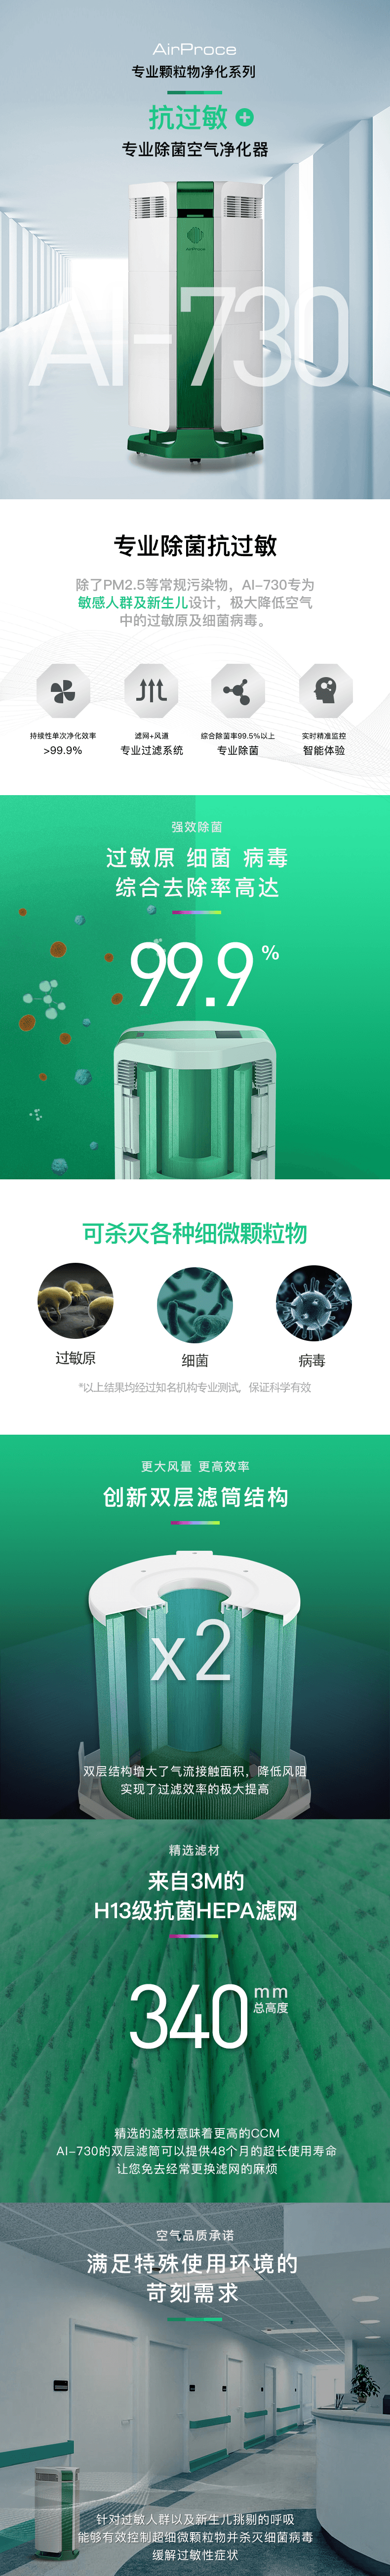 AirProce
专业颗粒物净化系列
抗过敏
专业除菌空气净化器
AirProce
AI-730
专业除菌抗过敏
除了PM2.5等常规污染物，AI-730专为
敏感人群及新生儿设计，极大降低空气
中的过敏原及细菌病毒。
持续性单次净化效率
>99.9%
滤网+风道
专业过滤系统
综合除菌率99.5%以上
专业除菌
实时精准监控
智能体验
强效除菌
过敏原 细菌 病毒
综合去除率高达
99.9%
可杀灭各种细微颗粒物
过敏原
细菌
病毒
*以上结果均经过知名机构专业测试，保证科学有效
更大风量 更高效率
创新双层滤筒结构
x2
双层结构增大了气流接触面积，降低风阻
实现了过滤效率的极大提高
精选滤材
来自3M的
H13级抗菌HEPA滤网
340mm
总高度
精选的滤材意味着更高的CCM
AI-730的双层滤筒可以提供48个月的超长使用寿命
让您免去经常更换滤网的麻烦
空气品质承诺
满足特殊使用环境的
苛刻需求
针对过敏人群以及新生儿挑剔的呼吸
能够有效控制超细微颗粒物并杀灭细菌病毒
缓解过敏性症状